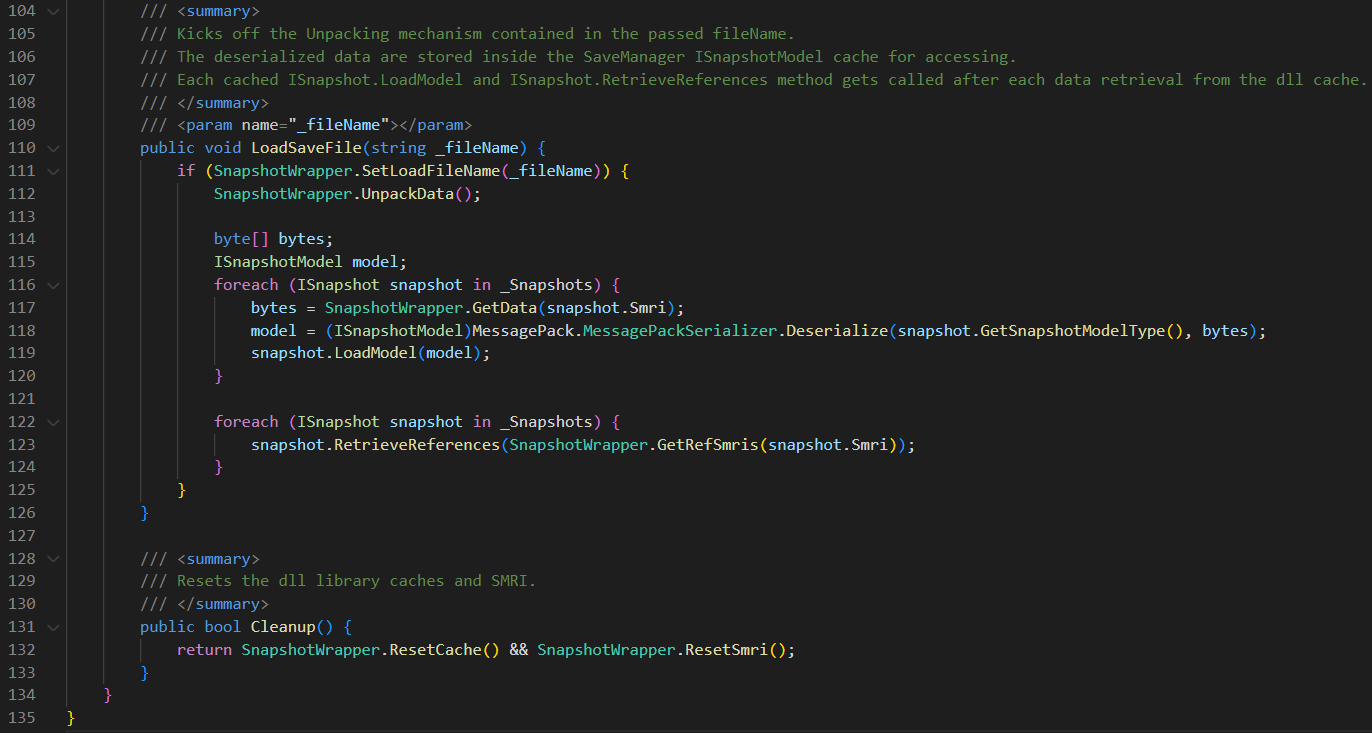 104 /// <summary>
105 /// Kicks off the Unpacking mechanism contained in the passed fileName.
106 /// The deserialized data are stored inside the SaveManager ISnapshotModel cache for accessing.
107 /// Each cached ISnapshot.LoadModel and ISnapshot.RetrieveReferences method gets called after each data retrieval from the dll cache.
108 /// </summary>
109 /// <param name="_fileName"></param>
110 public void LoadSaveFile(string _fileName) {
111 if (SnapshotWrapper.SetLoadFileName(_fileName)) {
112 SnapshotWrapper.UnpackData();
113
114 byte[] bytes;
115 ISnapshotModel model;
116 foreach (ISnapshot snapshot in _Snapshots) {
117 bytes = SnapshotWrapper.GetData(snapshot.Smri);
118 model = (ISnapshotModel)MessagePack.MessagePackSerializer.Deserialize(snapshot.GetSnapshotModelType(), bytes);
119 snapshot.LoadModel(model);
120 }
121
122 foreach (ISnapshot snapshot in _Snapshots) {
123 snapshot.RetrieveReferences(SnapshotWrapper.GetRefSmris(snapshot.Smri));
124 }
125 }
126 }
127
128 /// <summary>
129 /// Resets the dll library caches and SMRI.
130 /// </summary>
131 public bool Cleanup() {
132 return SnapshotWrapper.ResetCache() && SnapshotWrapper.ResetSmri();
133 }
134 }
135 }